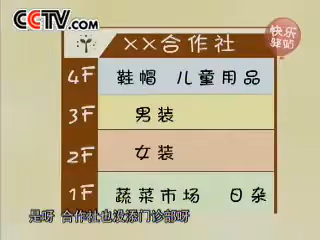 CCTV.com
××合作社
快乐驿站
4F 鞋帽 儿童用品
3F 男装
2F 女装
1F 蔬菜市场 日杂
是呀 合作社也没添门诊部呀